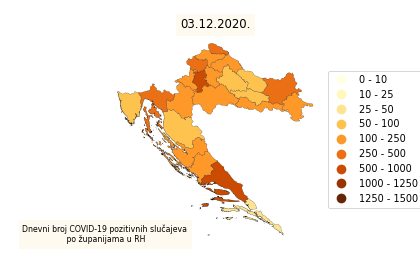 03.12.2020.
0 - 10
10 - 25
25 - 50
50 - 100
100 - 250
250 - 500
500 - 1000
1000 - 1250
1250 - 1500
Dnevni broj COVID-19 pozitivnih slučajeva
po županijama u RH